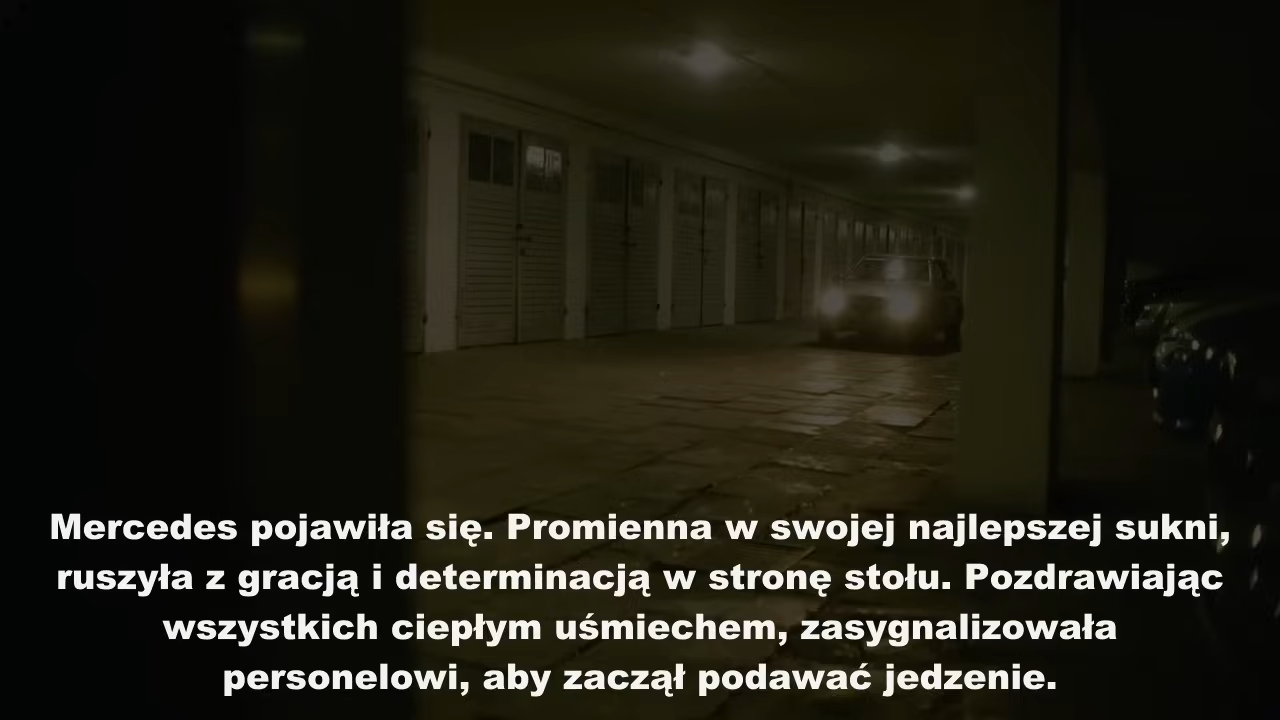 Mercedes pojawiła się. Promienna w swojej najlepszej sukni,
ruszyła z gracją i determinacją w stronę stołu. Pozdrawiając
wszystkich ciepłym uśmiechem, zasygnalizowała
personelowi, aby zaczął podawać jedzenie.